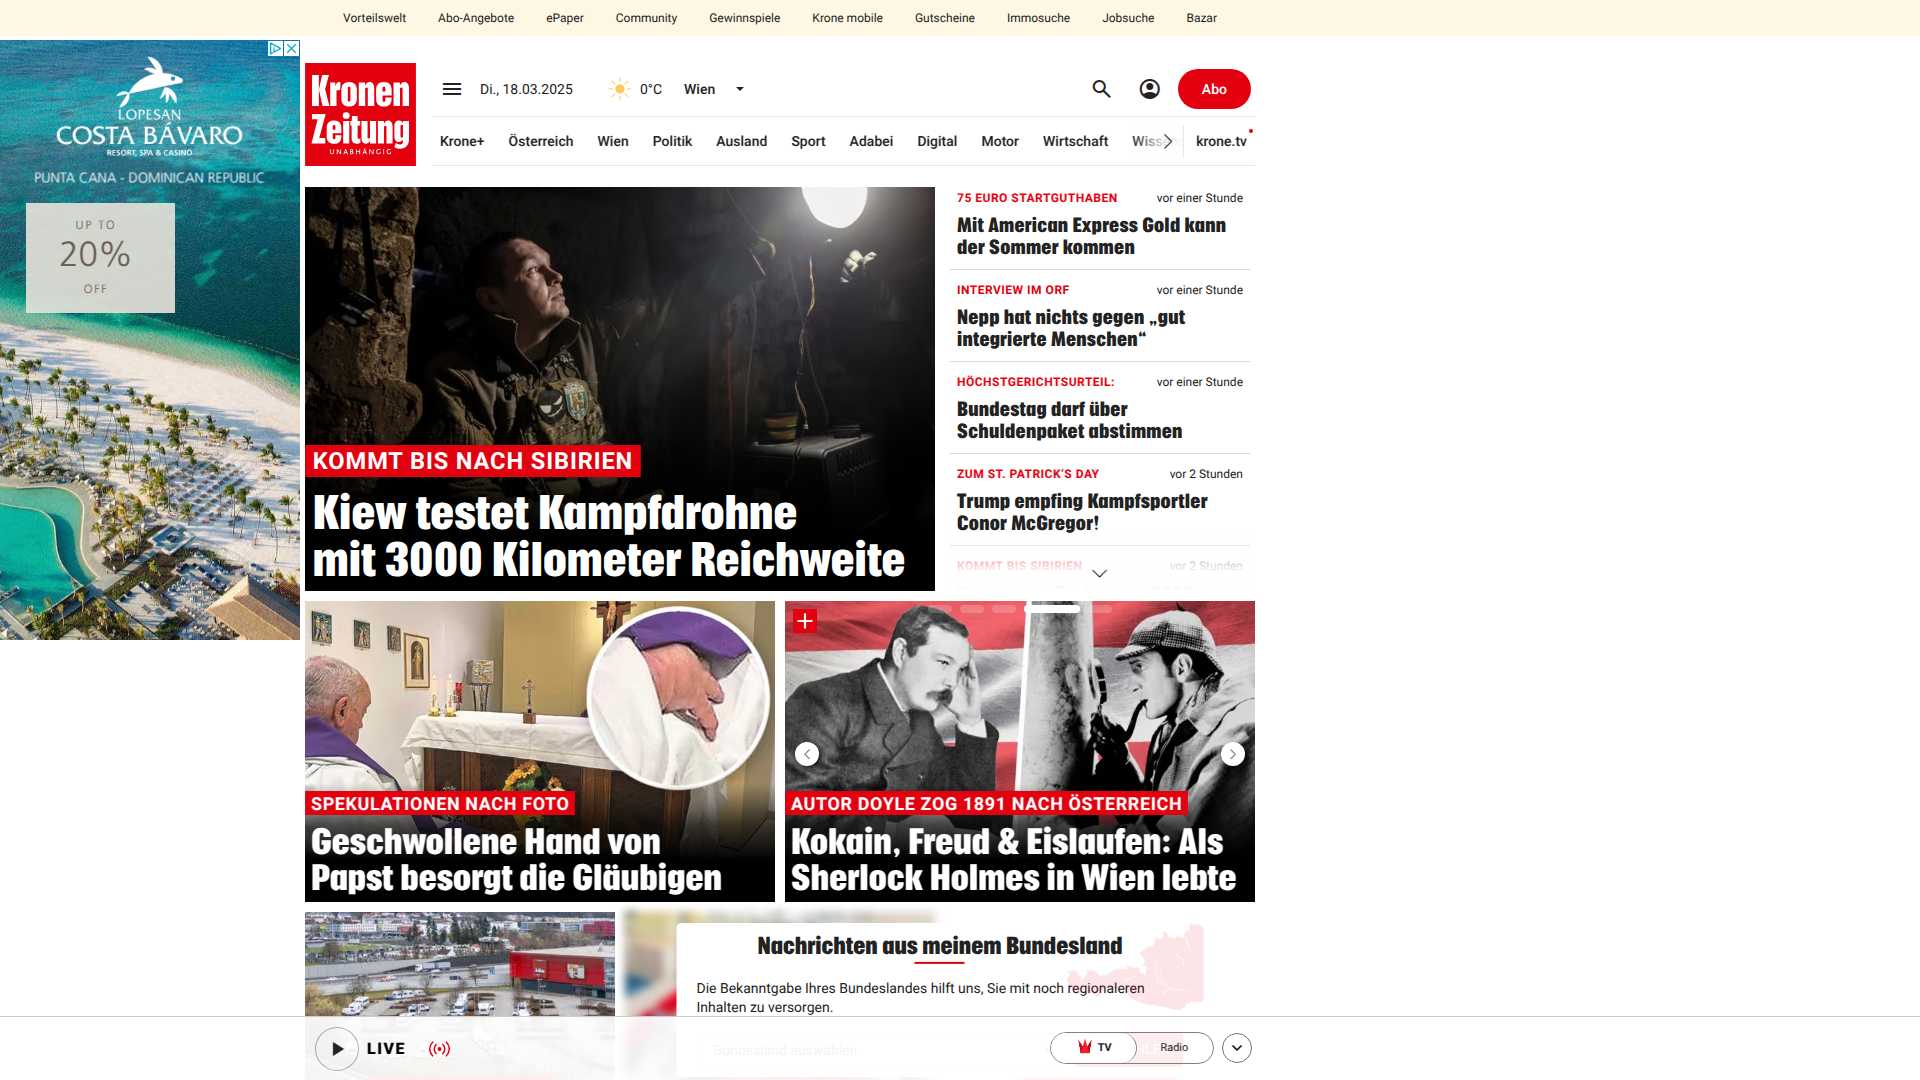 Vorteilswelt
Abo-Angebote
ePaper
Community
Gewinnspiele
Krone mobile
Gutscheine
Immosuche
Jobsuche
Bazar
LOPESAN
COSTA BÁVARO
RESORT, SPA & CASINO
PUNTA CANA - DOMINICAN REPUBLIC
UP TO
20%
OFF
Kronen
Zeitung
UNABHÄNGIG
Di., 18.03.2025
0°C
Wien
Abo
Krone+
Österreich
Wien
Politik
Ausland
Sport
Adabei
Digital
Motor
Wirtschaft
krone.tv
KOMMT BIS NACH SIBIRIEN
Kiew testet Kampfdrohne
mit 3000 Kilometer Reichweite
75 EURO STARTGUTHABEN vor einer Stunde
Mit American Express Gold kann
der Sommer kommen
INTERVIEW IM ORF vor einer Stunde
Nepp hat nichts gegen „gut
integrierte Menschen“
HÖCHSTGERICHTSURTEIL: vor einer Stunde
Bundestag darf über
Schuldenpaket abstimmen
ZUM ST. PATRICK'S DAY vor 2 Stunden
Trump empfing Kampfsportler
Conor McGregor!
KOMMT BIS SIBIRIEN vor 2 Stunden
SPEKULATIONEN NACH FOTO
Geschwollene Hand von
Papst besorgt die Gläubigen
AUTOR DOYLE ZOG 1891 NACH ÖSTERREICH
Kokain, Freud & Eislaufen: Als
Sherlock Holmes in Wien lebte
Nachrichten aus meinem Bundesland
Die Bekanntgabe Ihres Bundeslandes hilft uns, Sie mit noch regionaleren
Inhalten zu versorgen.
Bundesland auswählen
LIVE
TV
Radio